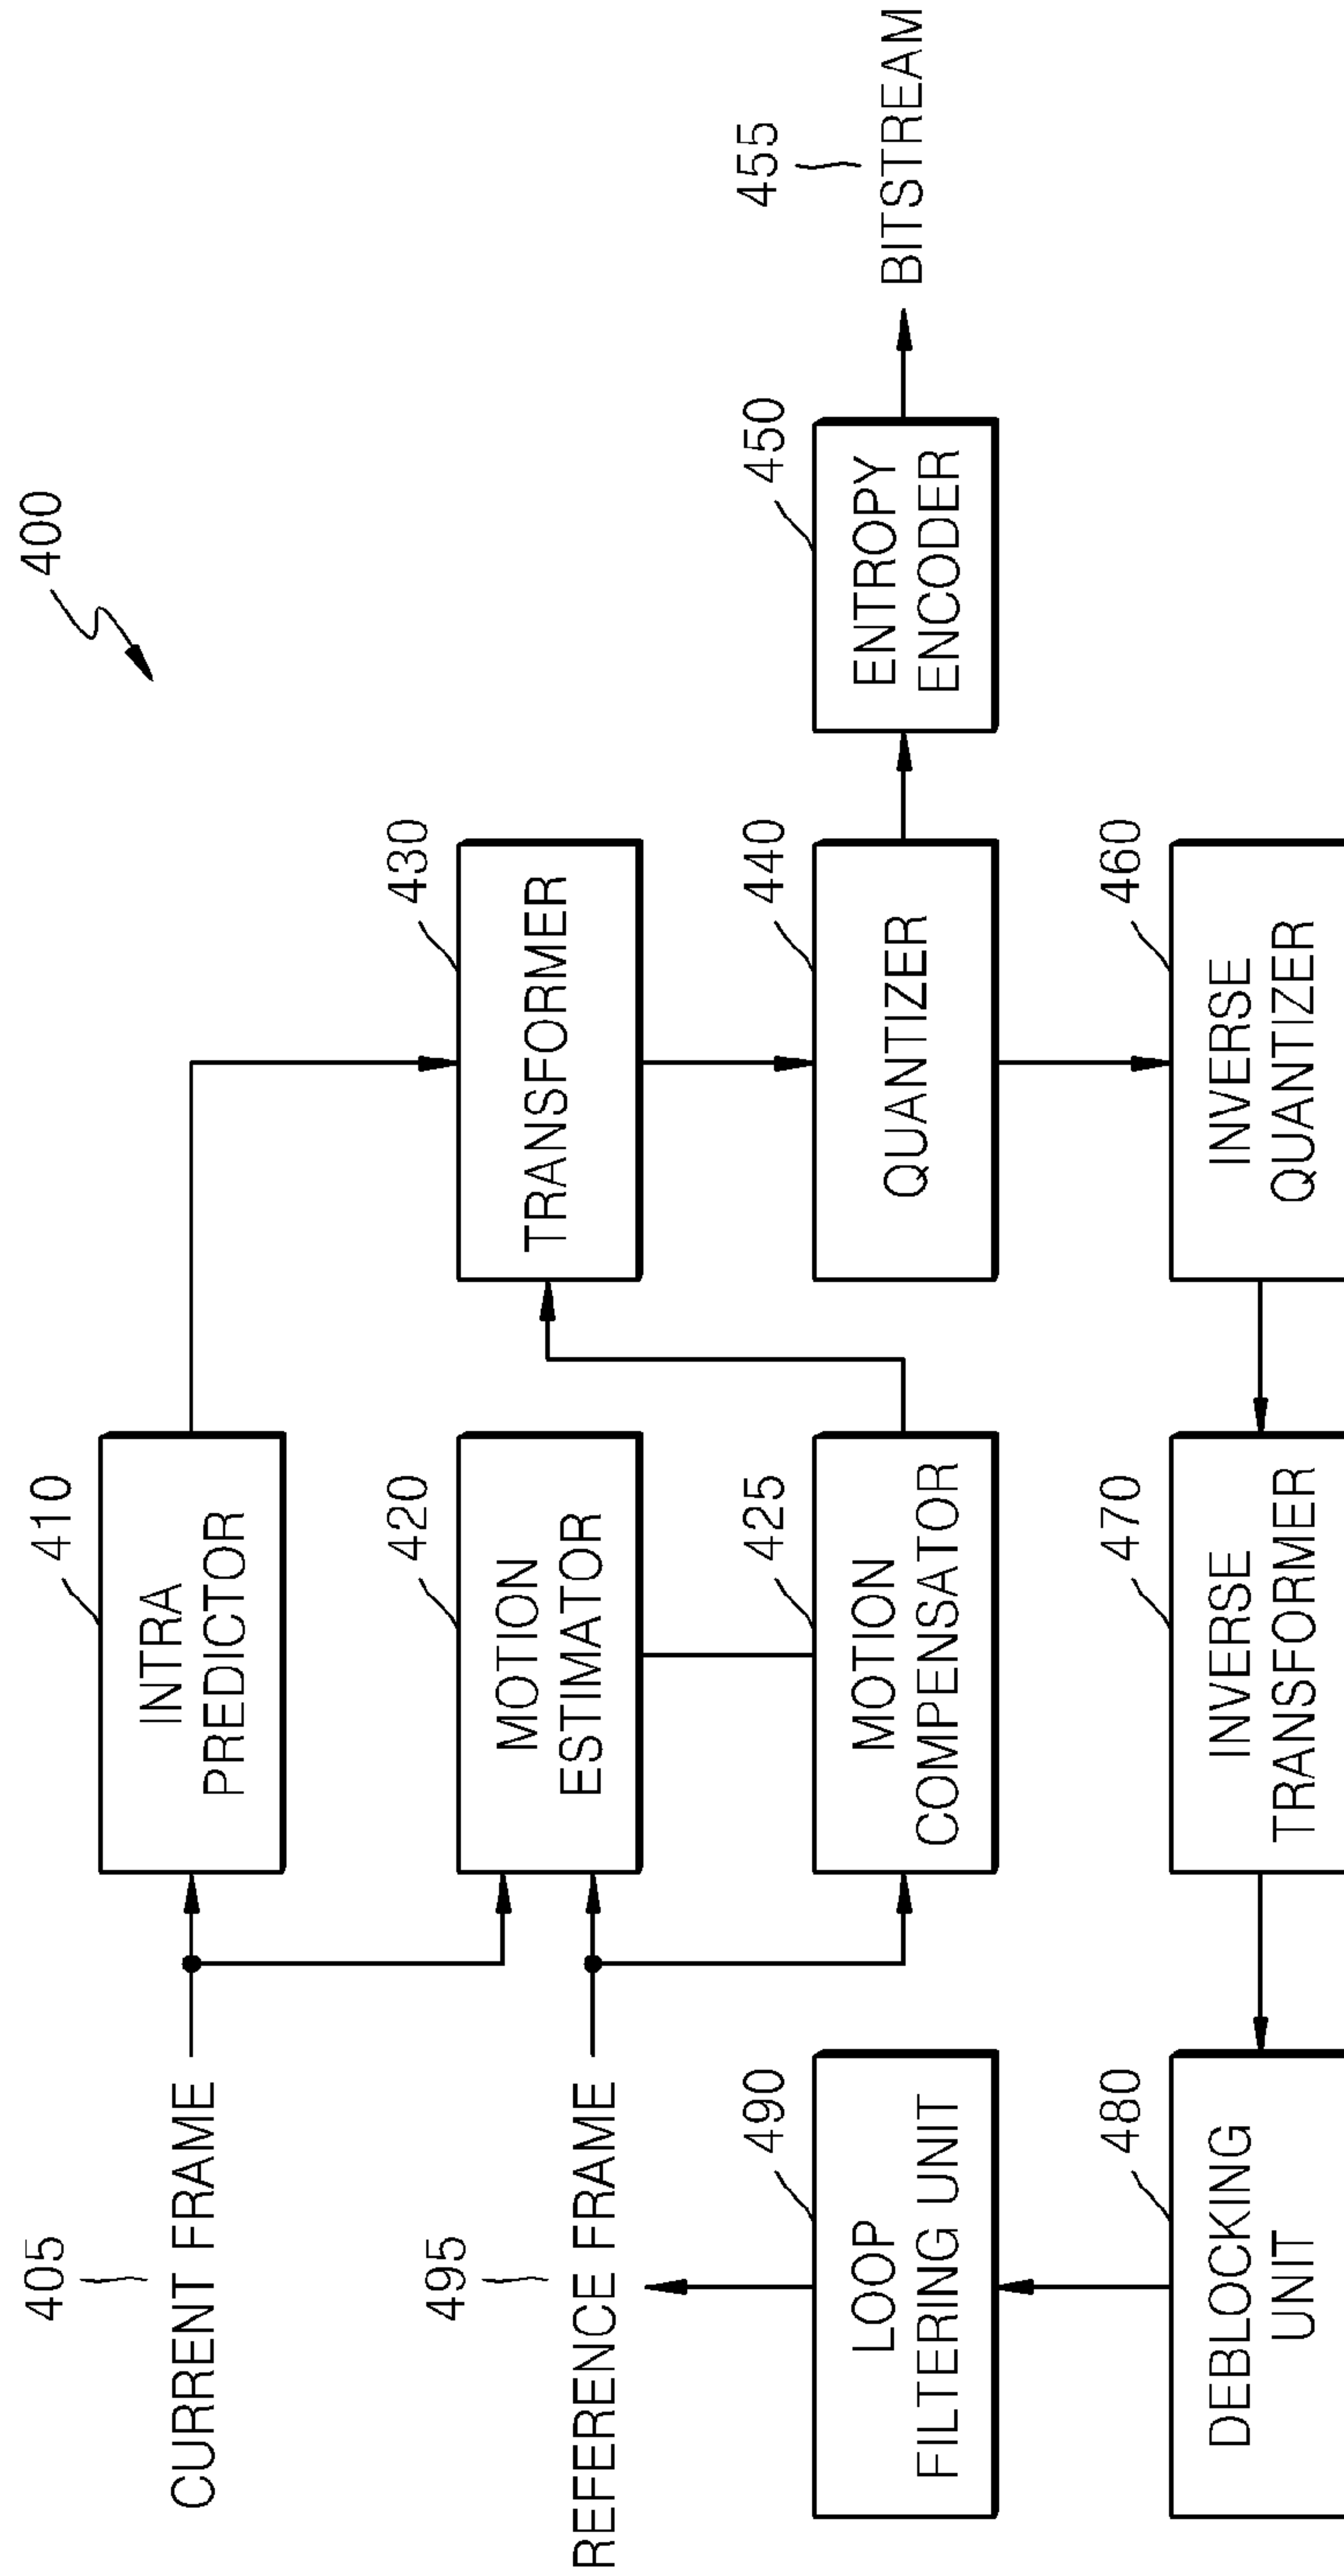 400
405
CURRENT FRAME
410
INTRA
PREDICTOR
495
REFERENCE FRAME
420
MOTION
ESTIMATOR
430
TRANSFORMER
490
LOOP
FILTERING UNIT
425
MOTION
COMPENSATOR
440
QUANTIZER
450
ENTROPY
ENCODER
455
BITSTREAM
480
DEBLOCKING
UNIT
470
INVERSE
TRANSFORMER
460
INVERSE
QUANTIZER